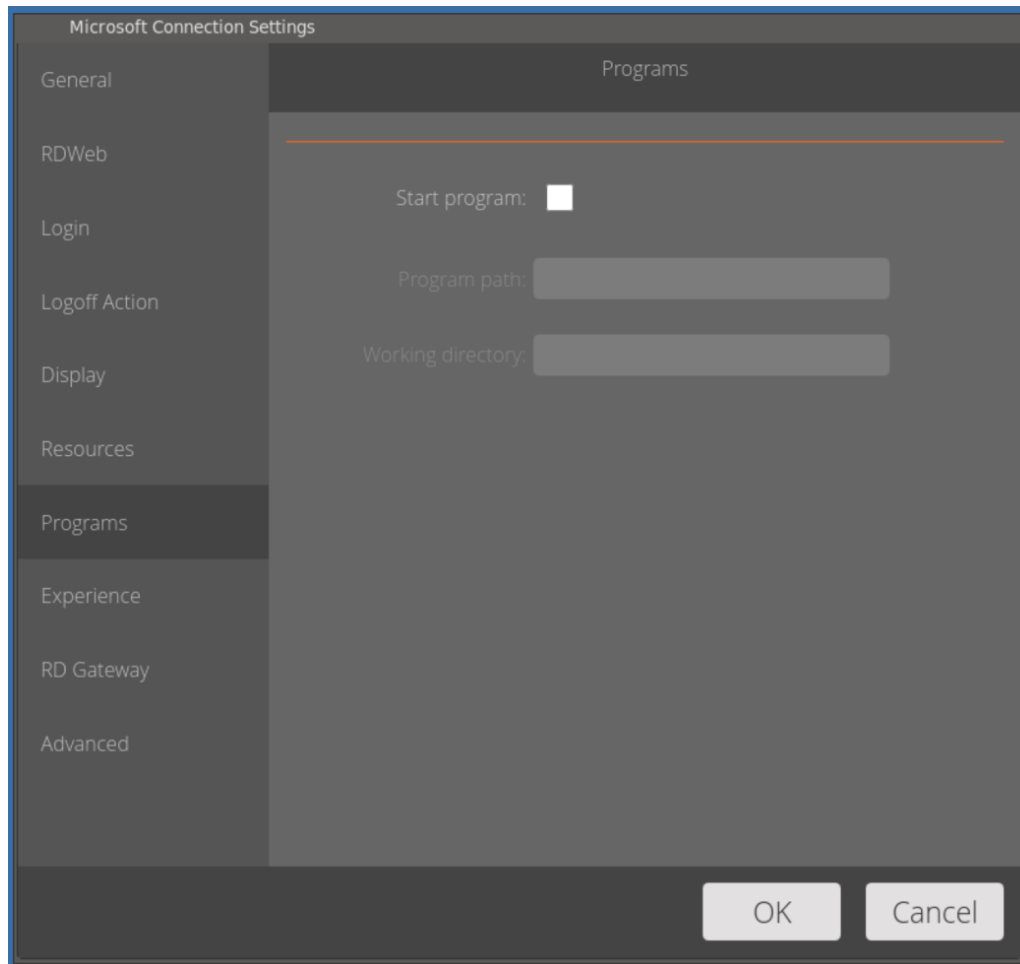 Microsoft Connection Settings
General
RDWeb
Login
Logoff Action
Display
Resources
Programs
Experience
RD Gateway
Advanced
Programs
Start program:
Program path:
Working directory:
OK
Cancel